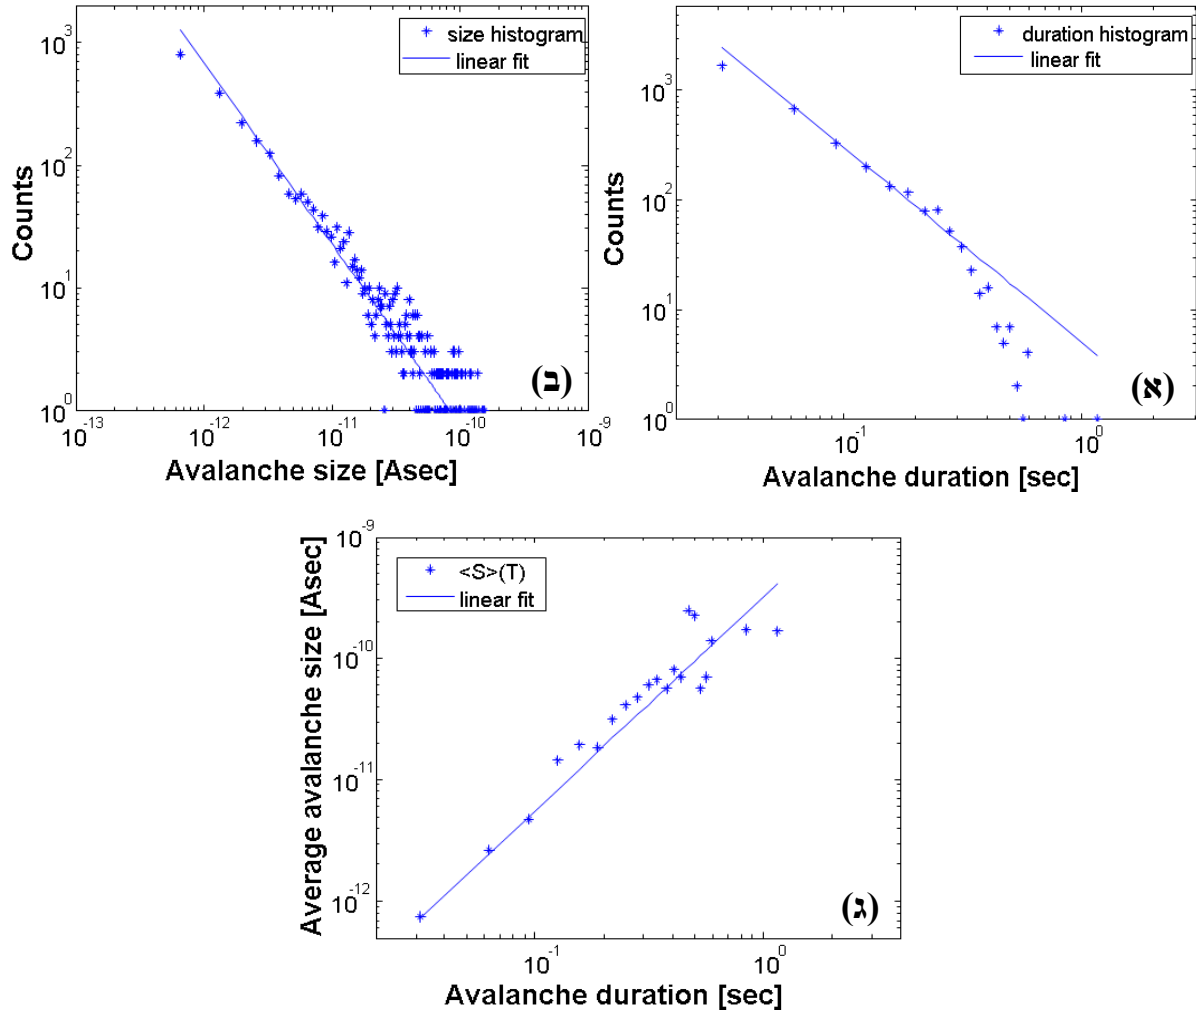 size histogram
linear fit
Counts
10^3
10^2
10^1
10^0
10^-13
10^-12
10^-11
10^-10
10^-9
Avalanche size [Asec]
(ב)
duration histogram
linear fit
Counts
10^3
10^2
10^1
10^0
10^-1
10^0
Avalanche duration [sec]
(א)
<S>(T)
linear fit
Average avalanche size [Asec]
10^-9
10^-10
10^-11
10^-12
10^-1
10^0
Avalanche duration [sec]
(ג)